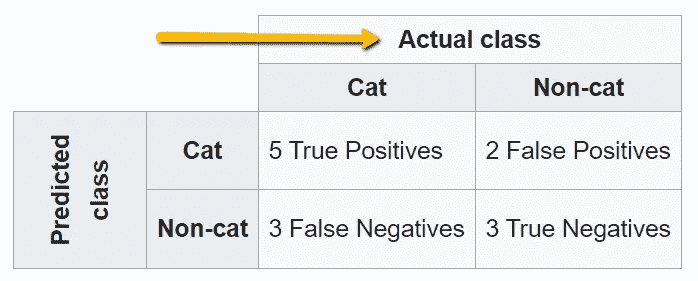 Actual class
Cat Non-cat
Predicted
class
Cat 5 True Positives 2 False Positives
Non-cat 3 False Negatives 3 True Negatives